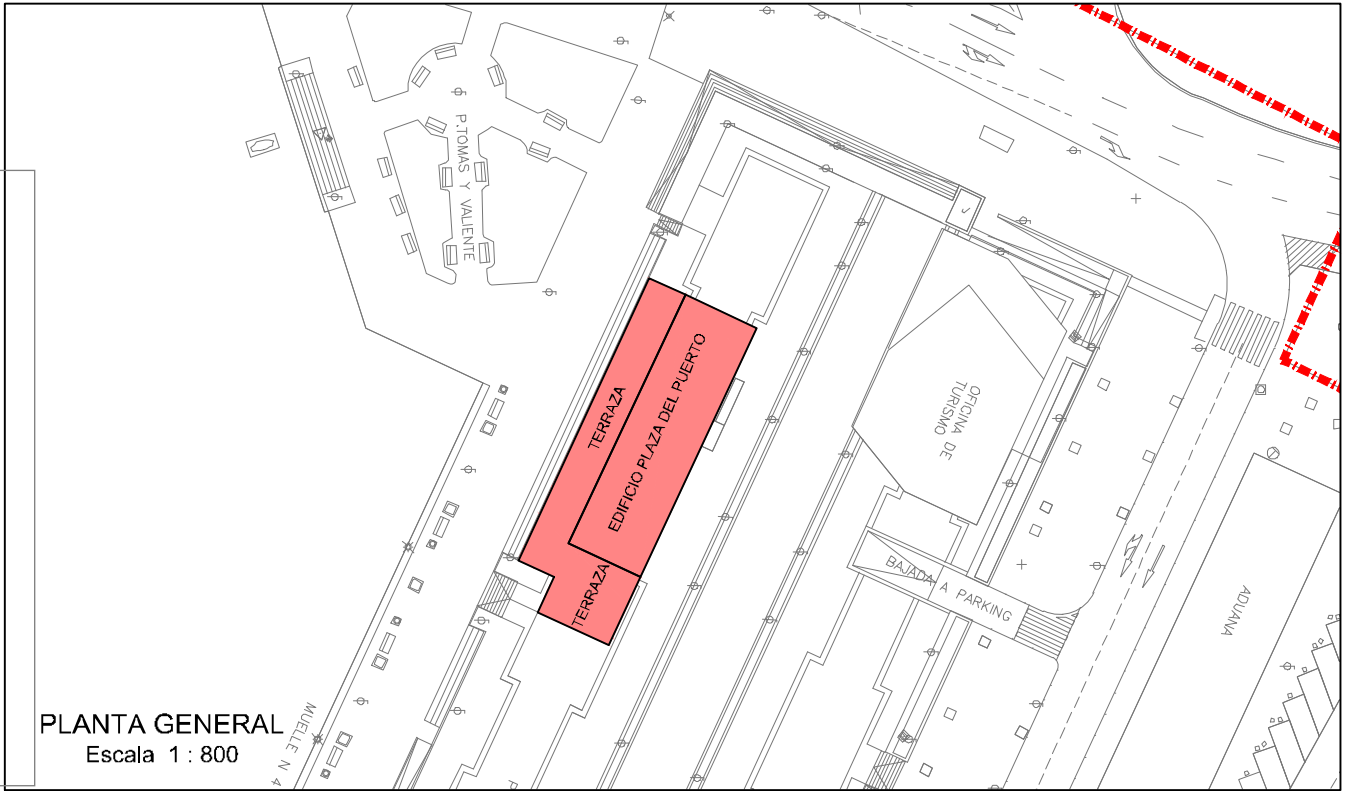 P.TOMAS Y VALIENTE
TERRAZA
EDIFICIO PLAZA DEL PUERTO
TERRAZA
OFICINA DE
TURISMO
BAJADA A PARKING
ADUANA
MUELLE N 4
PLANTA GENERAL
Escala 1 : 800
P